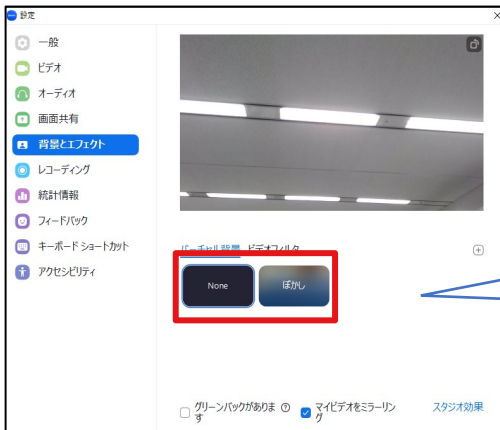 設定
一般
ビデオ
オーディオ
画面共有
背景とエフェクト
レコーディング
統計情報
フィードバック
キーボード ショートカット
アクセシビリティ
バーチャル背景 ビデオフィルタ
None
ぼかし
グリーンバックがありま
す
マイビデオをミラーリン
グ
スタジオ効果